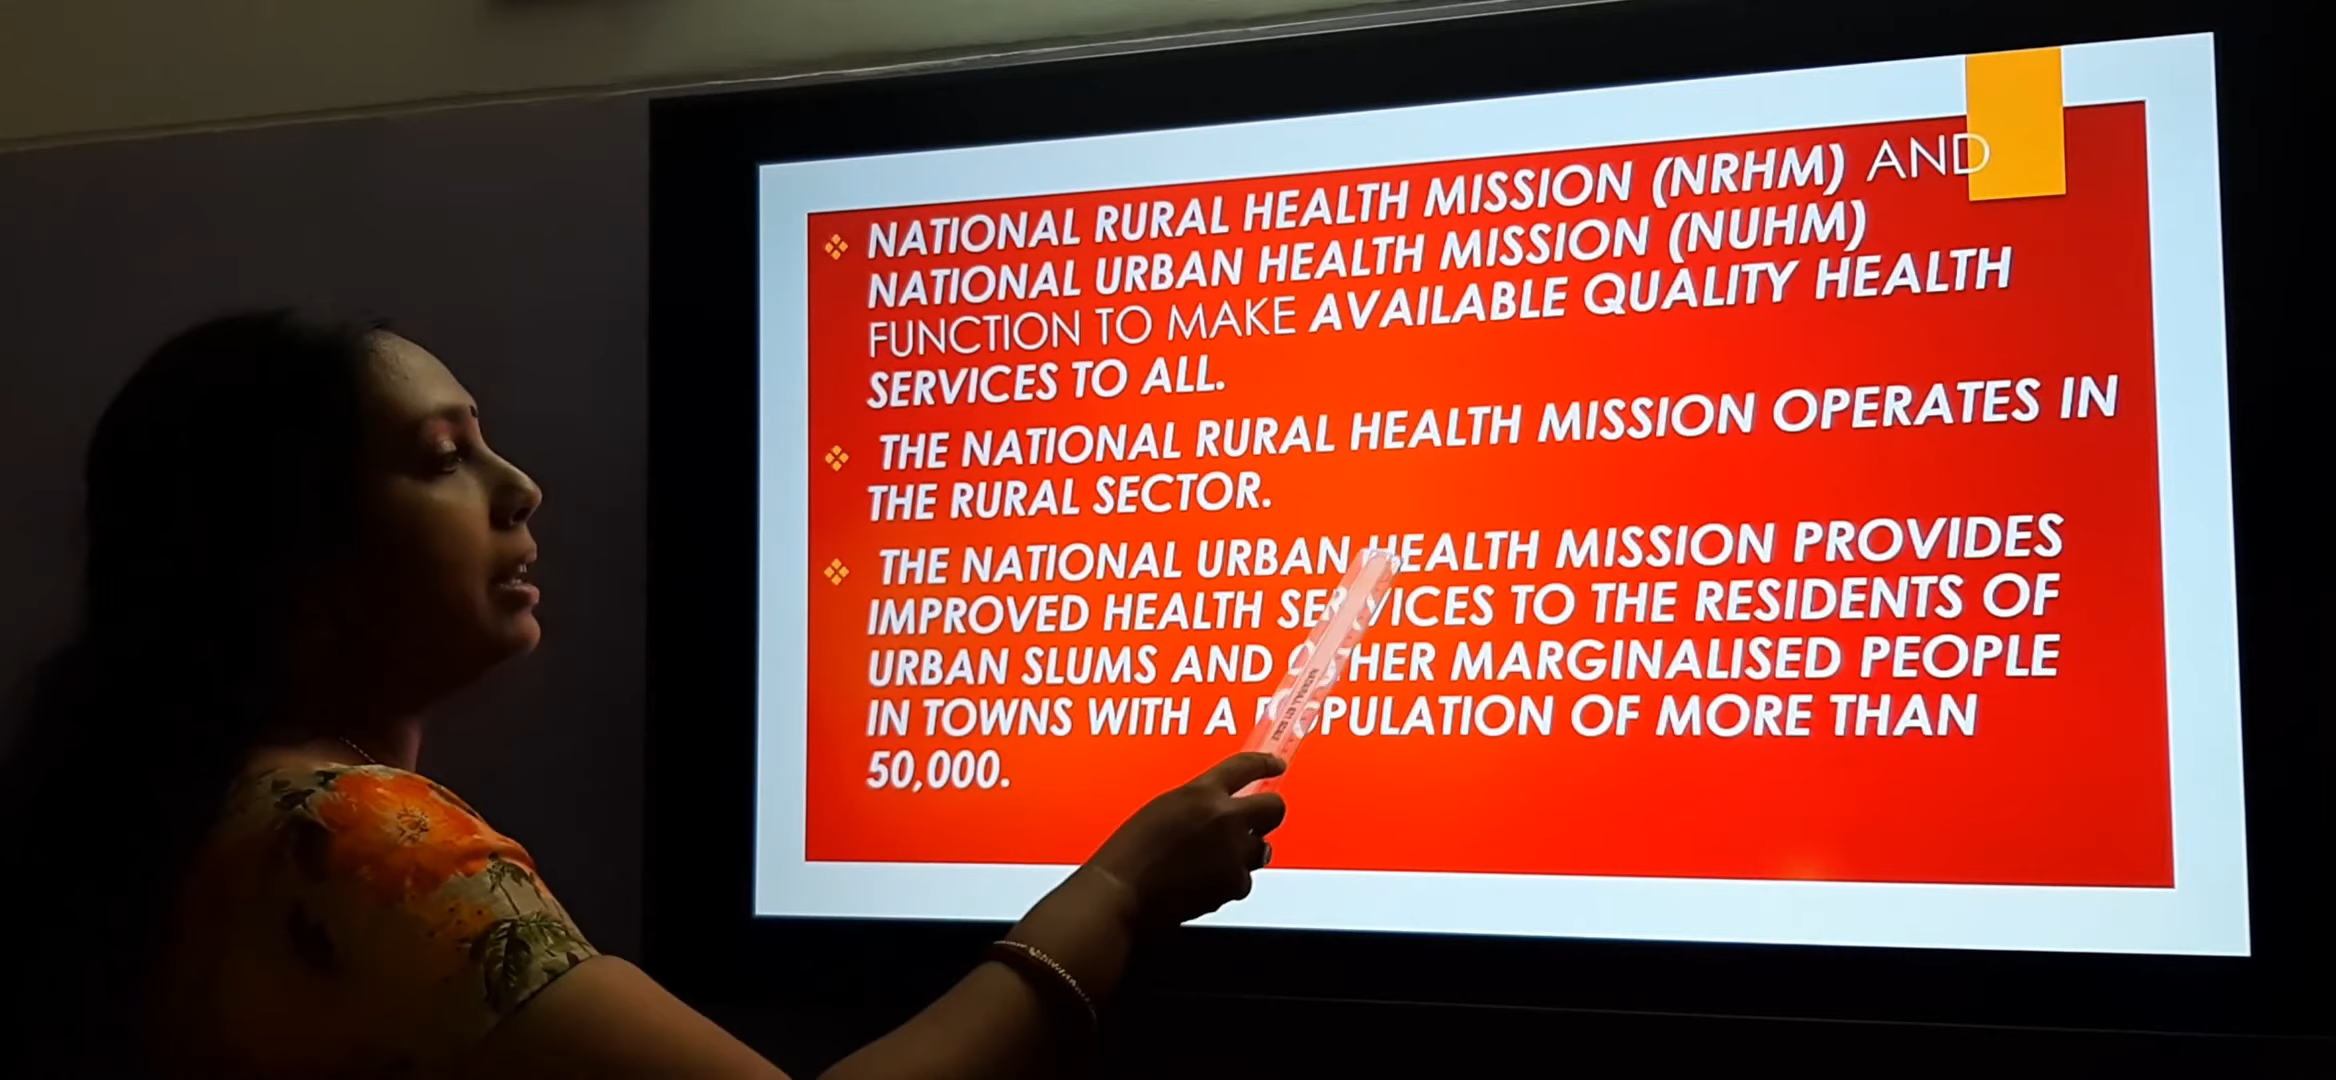 NATIONAL RURAL HEALTH MISSION (NRHM) AND
NATIONAL URBAN HEALTH MISSION (NUHM)
FUNCTION TO MAKE AVAILABLE QUALITY HEALTH
SERVICES TO ALL.
THE NATIONAL RURAL HEALTH MISSION OPERATES IN
THE RURAL SECTOR.
THE NATIONAL URBAN HEALTH MISSION PROVIDES
IMPROVED HEALTH SERVICES TO THE RESIDENTS OF
URBAN SLUMS AND OTHER MARGINALISED PEOPLE
IN TOWNS WITH A POPULATION OF MORE THAN
50,000.